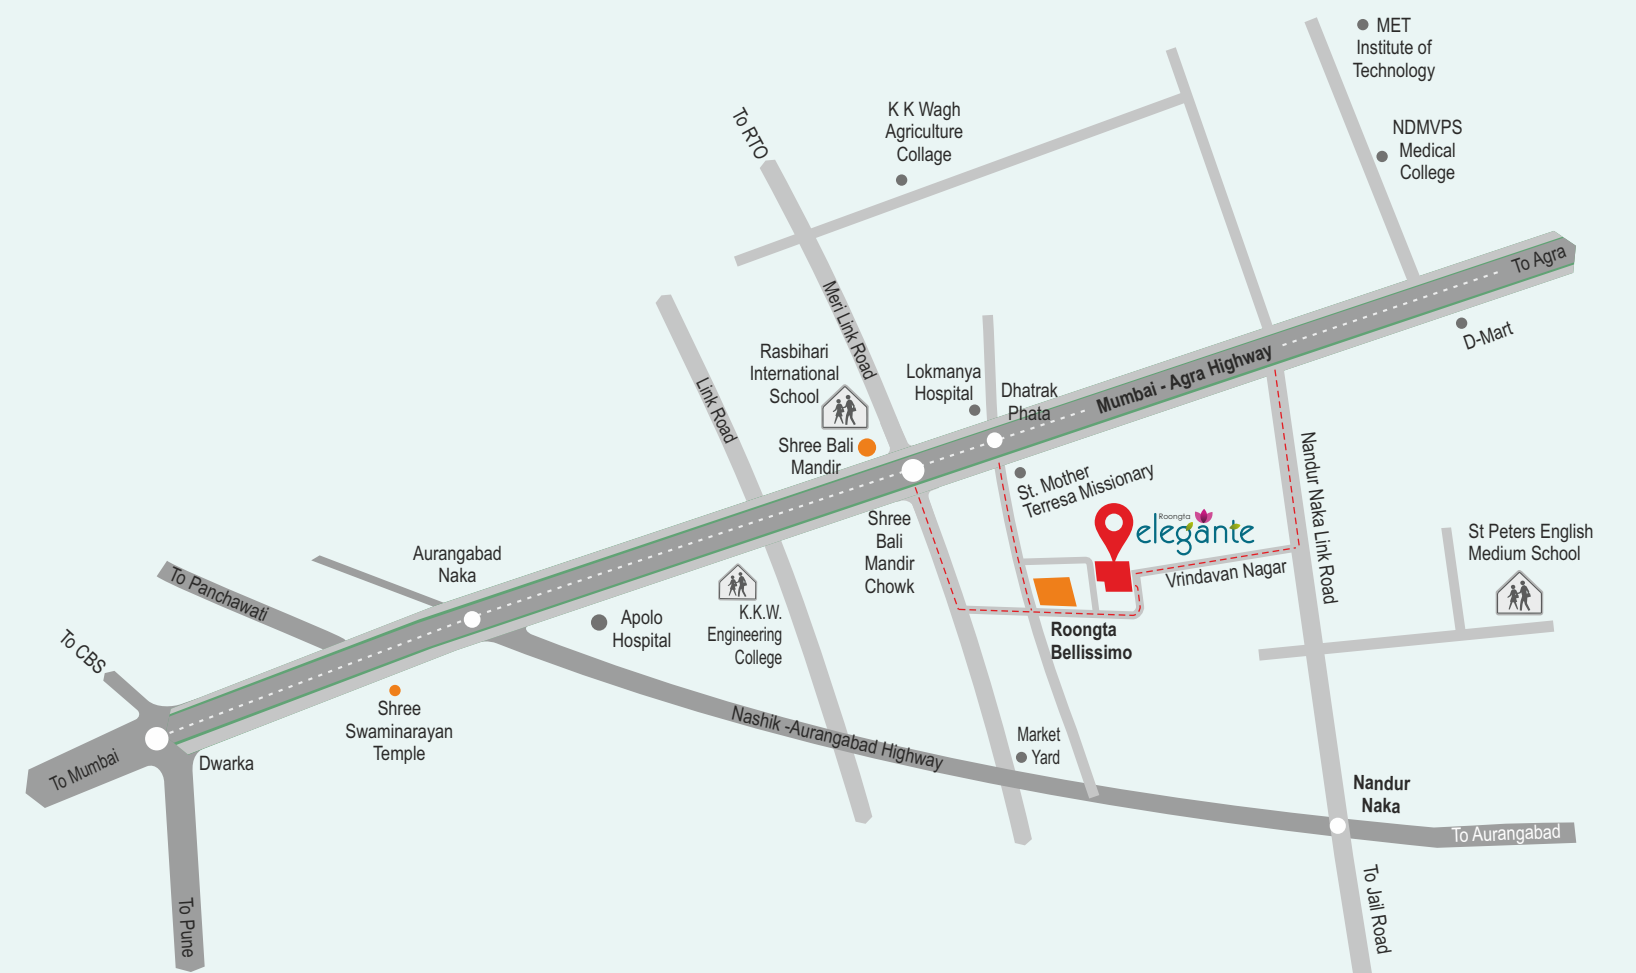 MET
Institute of
Technology
NDMVPS
Medical
College
K K Wagh
Agriculture
Collage
To RTO
To Agra
D-Mart
Meri Link Road
Rasbihari
International
School
Lokmanya
Hospital
Dhatrak
Phata
Mumbai - Agra Highway
Link Road
Shree Bali
Mandir
St. Mother
Terresa Missionary
Roongta
elegante
Nandur Naka Link Road
St Peters English
Medium School
Shree
Bali
Mandir
Chowk
Vrindavan Nagar
Aurangabad
Naka
To Panchawati
Apolo
Hospital
K.K.W.
Engineering
College
Roongta
Bellissimo
To CBS
Shree
Swaminarayan
Temple
Nashik -Aurangabad Highway
Market
Yard
To Mumbai
Dwarka
Nandur
Naka
To Aurangabad
To Pune
To Jail Road